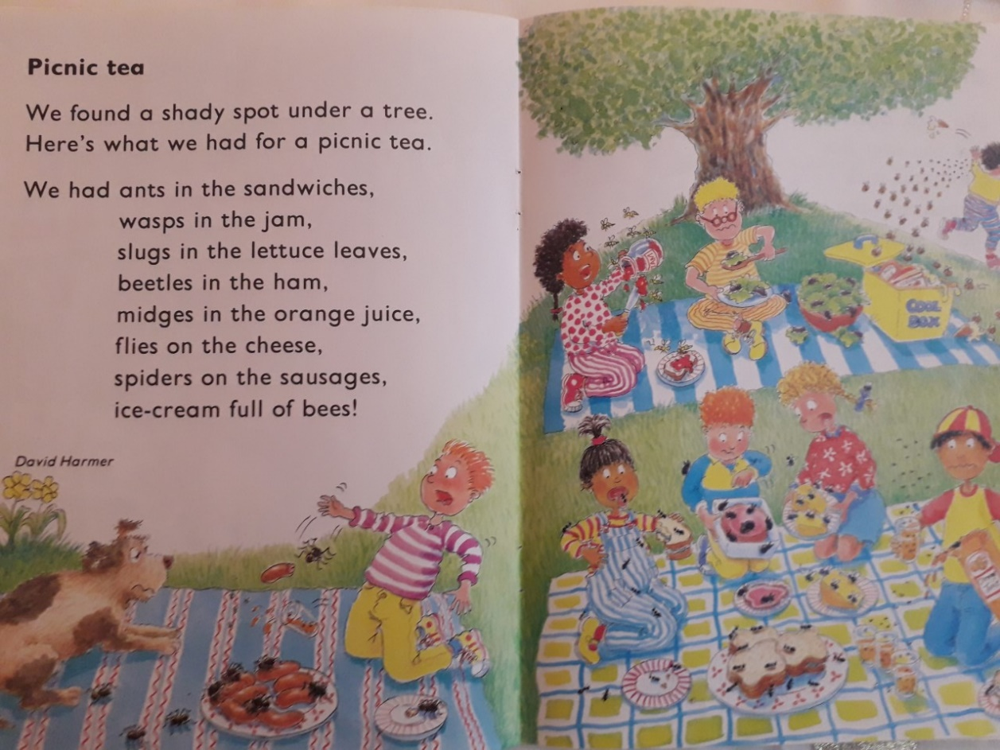 Picnic tea
We found a shady spot under a tree.
Here's what we had for a picnic tea.
We had ants in the sandwiches,
wasps in the jam,
slugs in the lettuce leaves,
beetles in the ham,
midges in the orange juice,
flies on the cheese,
spiders on the sausages,
ice-cream full of bees!
David Harmer
COOL
BOX